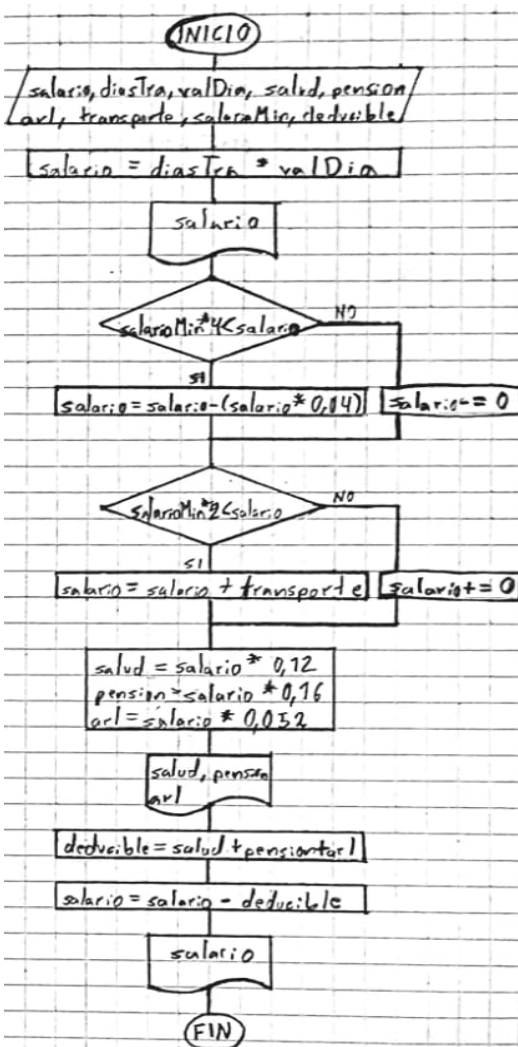 INICIO
salario, diasTra, valDia, salud, pension
arl, transporte, salarioMin, deducible
salario = diasTra * valDia
salario
salarioMin*4<salario
NO
SI
salario=salario-(salario*0,04)
salario-= 0
salarioMin*2<salario
NO
SI
salario = salario + transporte
salario+= 0
salud = salario * 0,12
pension=salario *0,16
arl=salario * 0,052
salud, pension
arl
deducible=salud+pension+arl
salario = salario - deducible
salario
FIN